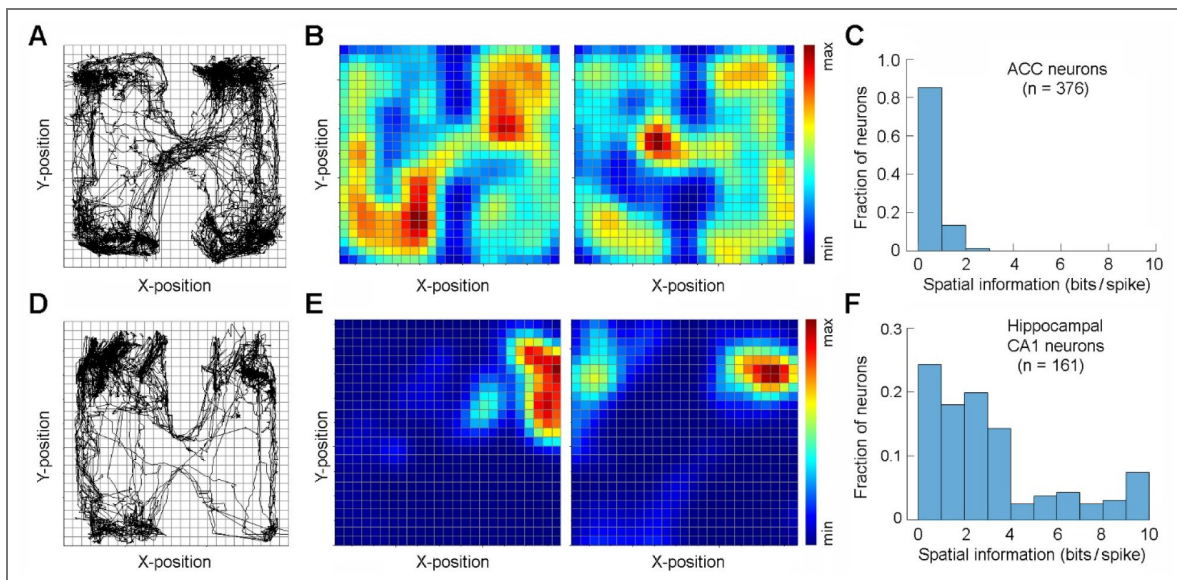 A
Y-position
X-position
B
Y-position
X-position
X-position
max
min
C
ACC neurons
(n = 376)
Fraction of neurons
1.0
0.8
0.6
0.4
0.2
0
0 2 4 6 8 10
Spatial information (bits/spike)
D
Y-position
X-position
E
Y-position
X-position
X-position
max
min
F
Hippocampal
CA1 neurons
(n = 161)
Fraction of neurons
0.3
0.2
0.1
0
0 2 4 6 8 10
Spatial information (bits/spike)